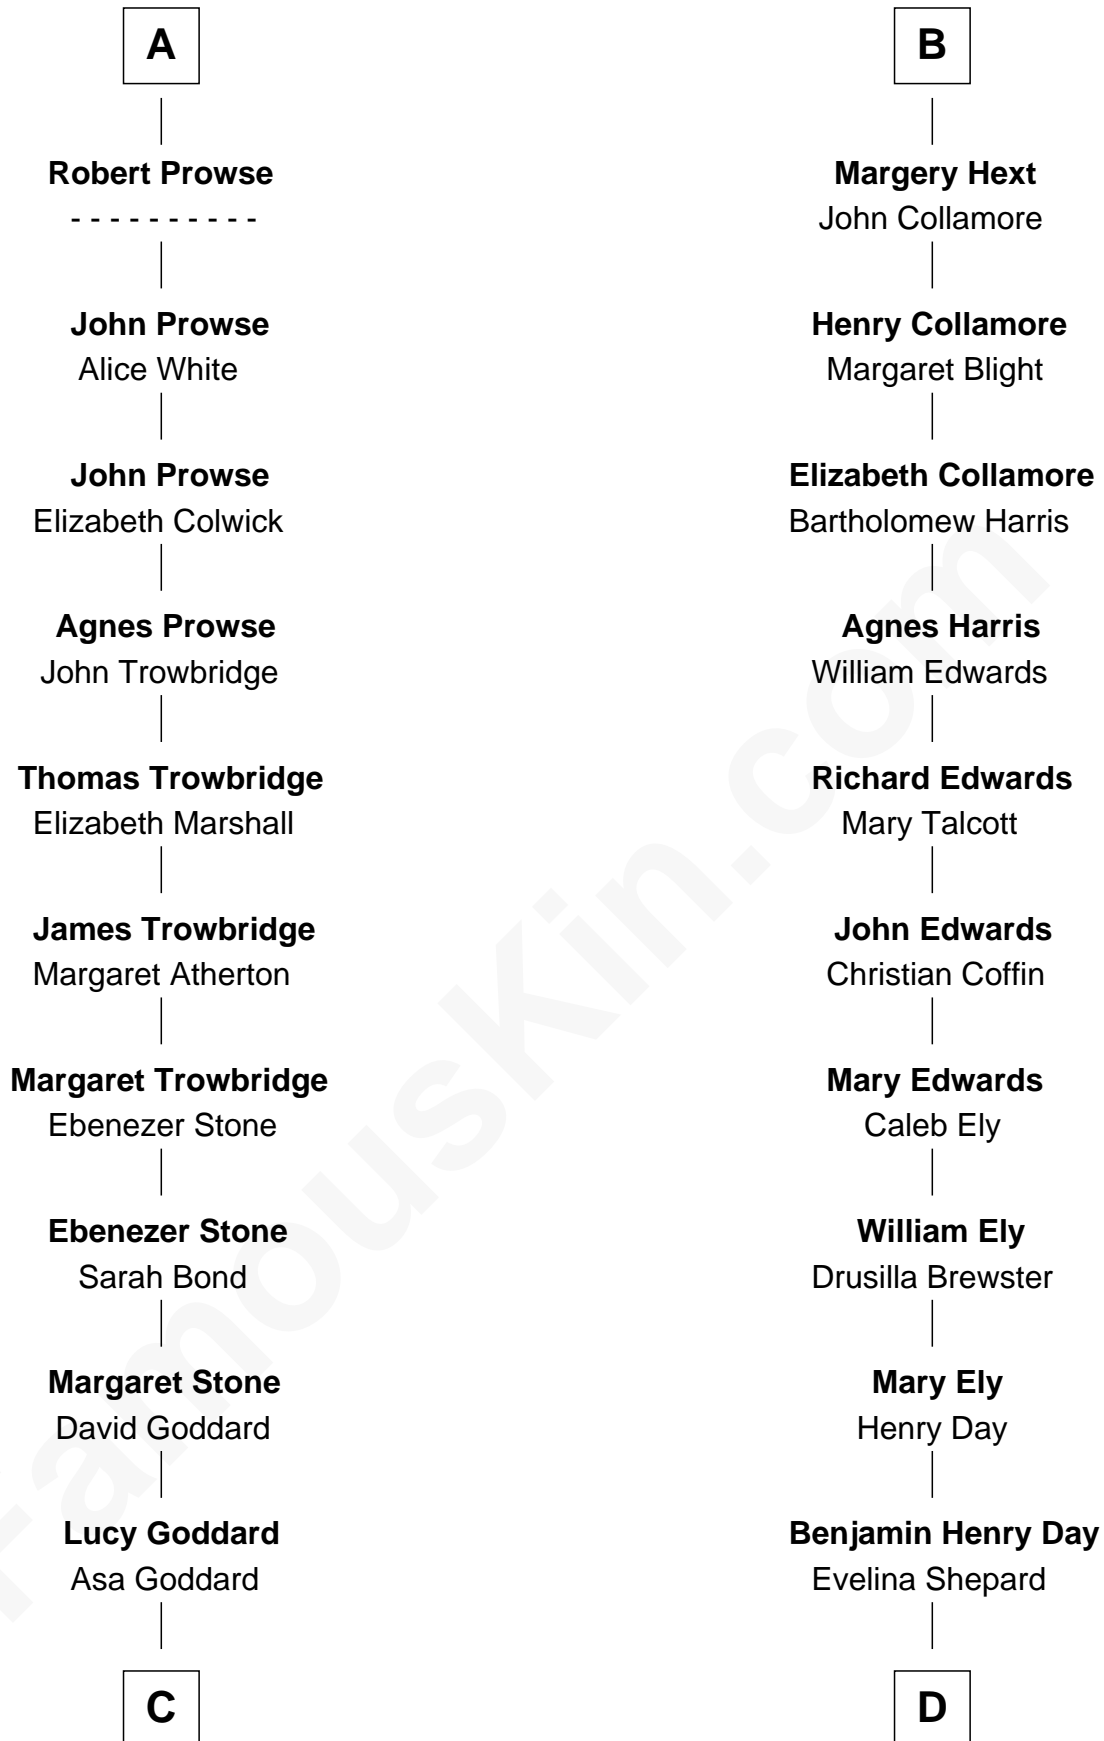 A
Robert Prowse
- - - - - - - - - -
John Prowse
Alice White
John Prowse
Elizabeth Colwick
Agnes Prowse
John Trowbridge
Thomas Trowbridge
Elizabeth Marshall
James Trowbridge
Margaret Atherton
Margaret Trowbridge
Ebenezer Stone
Ebenezer Stone
Sarah Bond
Margaret Stone
David Goddard
Lucy Goddard
Asa Goddard
C
B
Margery Hext
John Collamore
Henry Collamore
Margaret Blight
Elizabeth Collamore
Bartholomew Harris
Agnes Harris
William Edwards
Richard Edwards
Mary Talcott
John Edwards
Christian Coffin
Mary Edwards
Caleb Ely
William Ely
Drusilla Brewster
Mary Ely
Henry Day
Benjamin Henry Day
Evelina Shepard
D
FamousKin.com